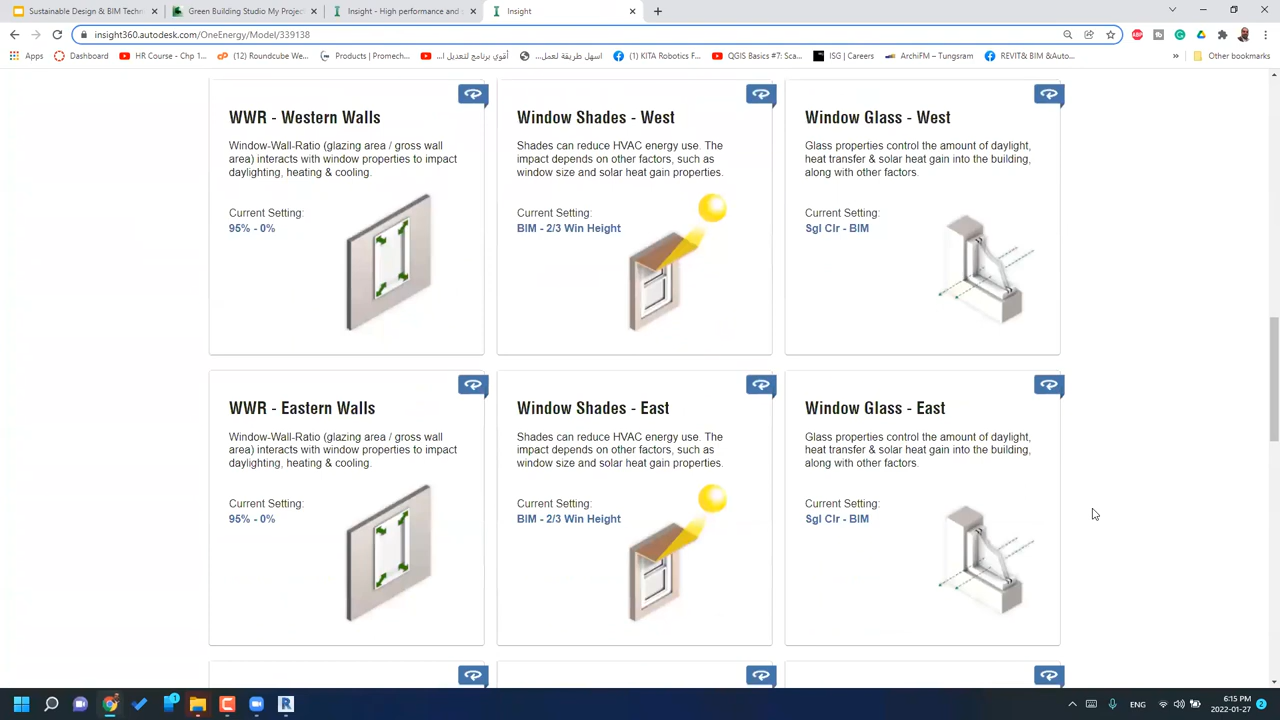 Sustainable Design & BIM Techn
Green Building Studio My Project
Insight - High performance and s
Insight
insight360.autodesk.com/OneEnergy/Model/339138
Apps
Dashboard
HR Course - Chp 1...
(12) Roundcube We...
Products | Promech...
أقوي برنامج لتعديل ا...
اسهل طريقة لعمل...
(1) KITA Robotics F...
QGIS Basics #7: Sca...
ISG | Careers
ArchiFM – Tungsram
REVIT& BIM &Auto...
»
Other bookmarks
WWR - Western Walls
Window-Wall-Ratio (glazing area / gross wall
area) interacts with window properties to impact
daylighting, heating & cooling.
Current Setting:
95% - 0%
Window Shades - West
Shades can reduce HVAC energy use. The
impact depends on other factors, such as
window size and solar heat gain properties.
Current Setting:
BIM - 2/3 Win Height
Window Glass - West
Glass properties control the amount of daylight,
heat transfer & solar heat gain into the building,
along with other factors.
Current Setting:
Sgl Clr - BIM
WWR - Eastern Walls
Window-Wall-Ratio (glazing area / gross wall
area) interacts with window properties to impact
daylighting, heating & cooling.
Current Setting:
95% - 0%
Window Shades - East
Shades can reduce HVAC energy use. The
impact depends on other factors, such as
window size and solar heat gain properties.
Current Setting:
BIM - 2/3 Win Height
Window Glass - East
Glass properties control the amount of daylight,
heat transfer & solar heat gain into the building,
along with other factors.
Current Setting:
Sgl Clr - BIM
ENG
6:15 PM
2022-01-27